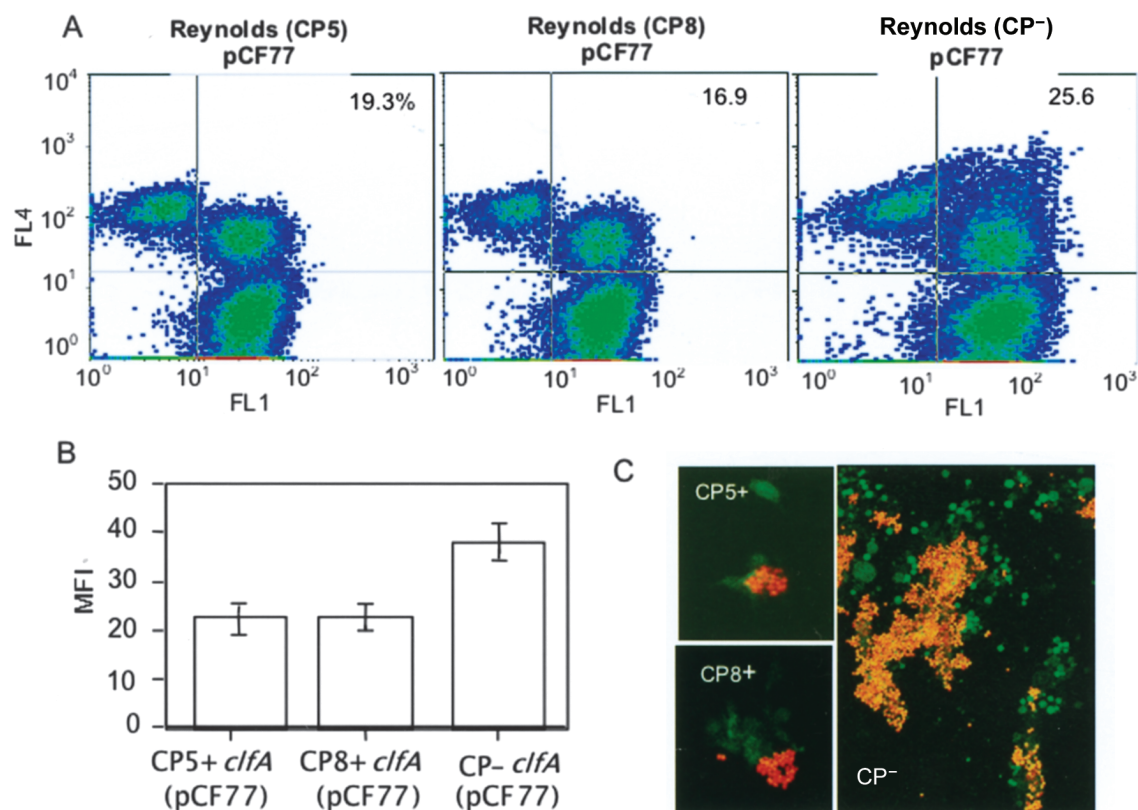 A
Reynolds (CP5)
pCF77
Reynolds (CP8)
pCF77
Reynolds (CP⁻)
pCF77
19.3%
16.9
25.6
10⁴
10³
10²
10¹
10⁰
FL4
10⁰ 10¹ 10² 10³
FL1
10⁰ 10¹ 10² 10³
FL1
10⁰ 10¹ 10² 10³
FL1
B
50
40
30
20
10
0
MFI
CP5+ clfA
(pCF77)
CP8+ clfA
(pCF77)
CP– clfA
(pCF77)
C
CP5+
CP8+
CP⁻